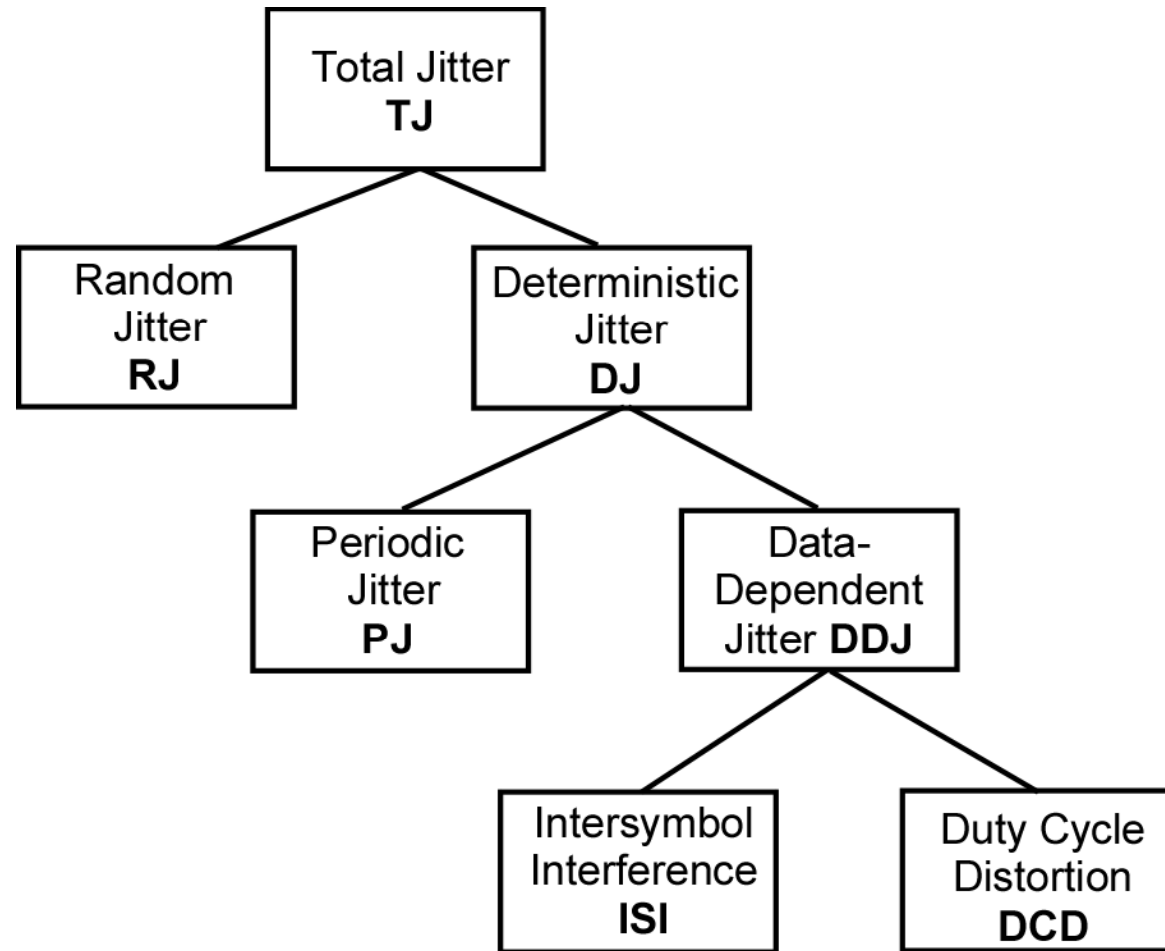 Total Jitter
TJ
Random
Jitter
RJ
Deterministic
Jitter
DJ
Periodic
Jitter
PJ
Data-
Dependent
Jitter DDJ
Intersymbol
Interference
ISI
Duty Cycle
Distortion
DCD